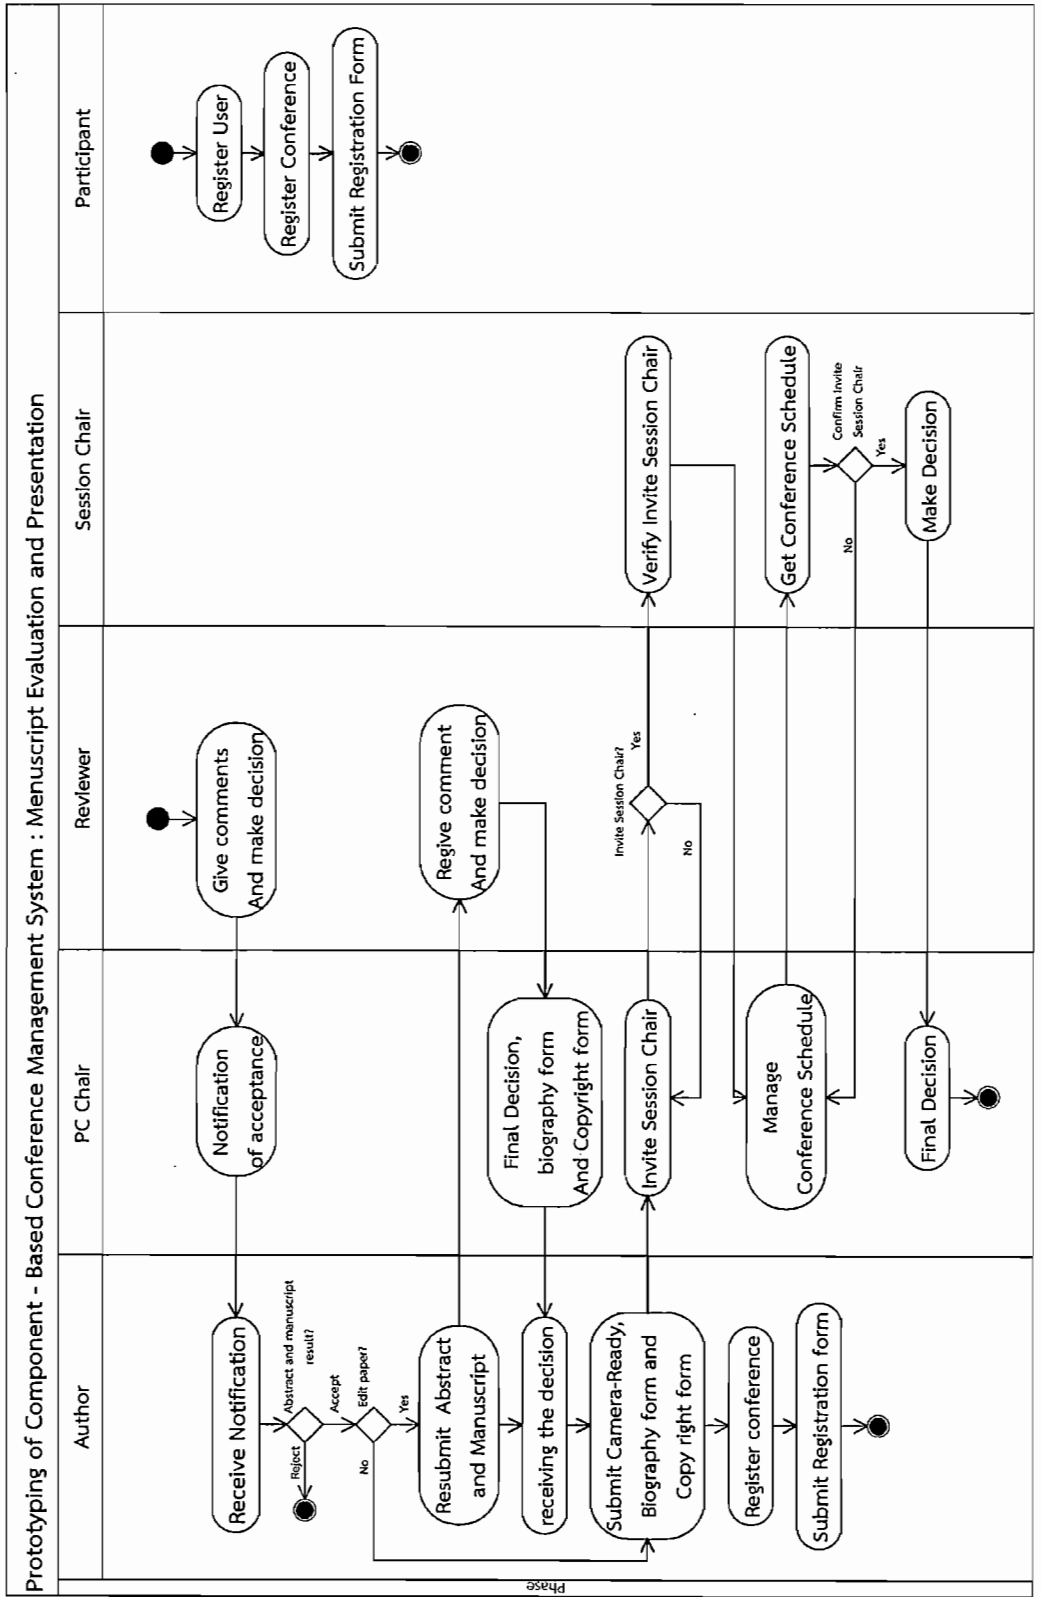 Prototyping of Component - Based Conference Management System : Menuscript Evaluation and Presentation
Author
PC Chair
Reviewer
Session Chair
Participant
Phase
Receive Notification
Abstract and manuscript
result?
Reject
Accept
Edit paper?
No
Yes
Resubmit Abstract
and Manuscript
receiving the decision
Submit Camera-Ready,
Biography form and
Copy right form
Register conference
Submit Registration form
Notification
of acceptance
Final Decision,
biography form
And Copyright form
Invite Session Chair
Manage
Conference Schedule
Final Decision
Give comments
And make decision
Regive comment
And make decision
Invite Session Chair?
Yes
No
Verify Invite Session Chair
Get Conference Schedule
Confirm Invite
Session Chair
Yes
No
Make Decision
Register User
Register Conference
Submit Registration Form